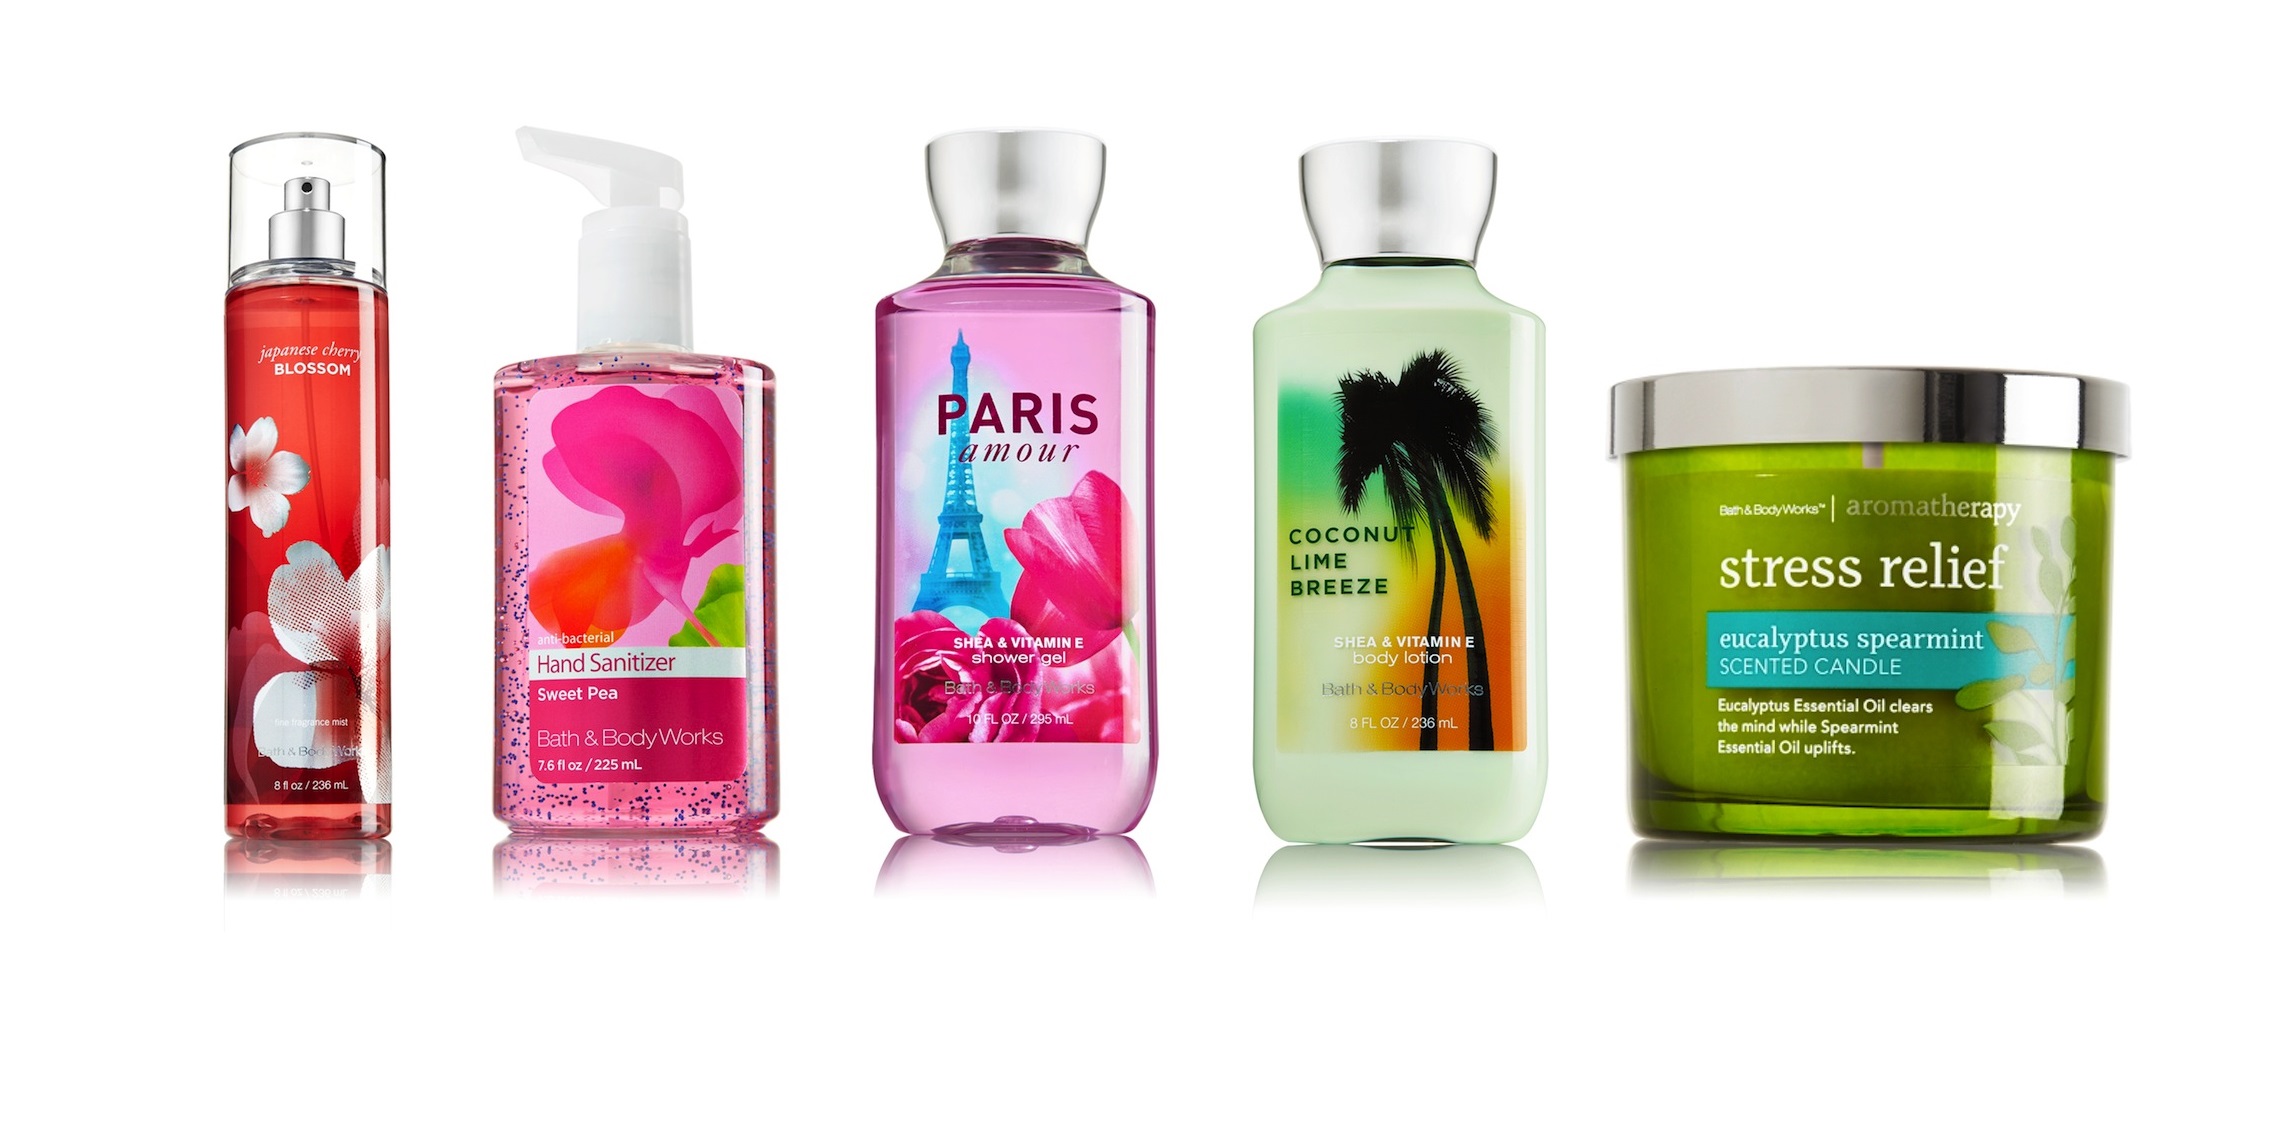 japanese cherry
BLOSSOM
fine fragrance mist
Bath & Body Works
8 fl oz / 236 mL
anti-bacterial
Hand Sanitizer
Sweet Pea
Bath & Body Works
7.6 fl oz / 225 mL
PARIS
amour
SHEA & VITAMIN E
shower gel
Bath & Body Works
10 FL OZ / 295 mL
COCONUT
LIME
BREEZE
SHEA & VITAMIN E
body lotion
Bath & Body Works
8 FL OZ / 236 mL
Bath & Body Works™ | aromatherapy
stress relief
eucalyptus spearmint
SCENTED CANDLE
Eucalyptus Essential Oil clears
the mind while Spearmint
Essential Oil uplifts.